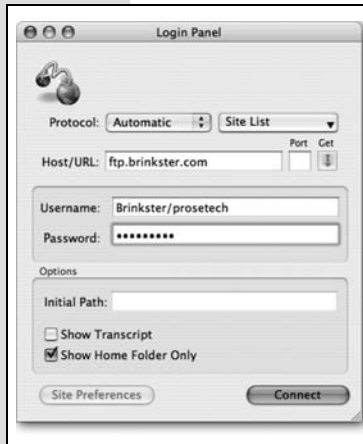 Login Panel
Protocol: Automatic Site List
Port Get
Host/URL: ftp.brinkster.com
Username: Brinkster/prosetech
Password: •••••••••
Options
Initial Path:
Show Transcript
Show Home Folder Only
Site Preferences Connect